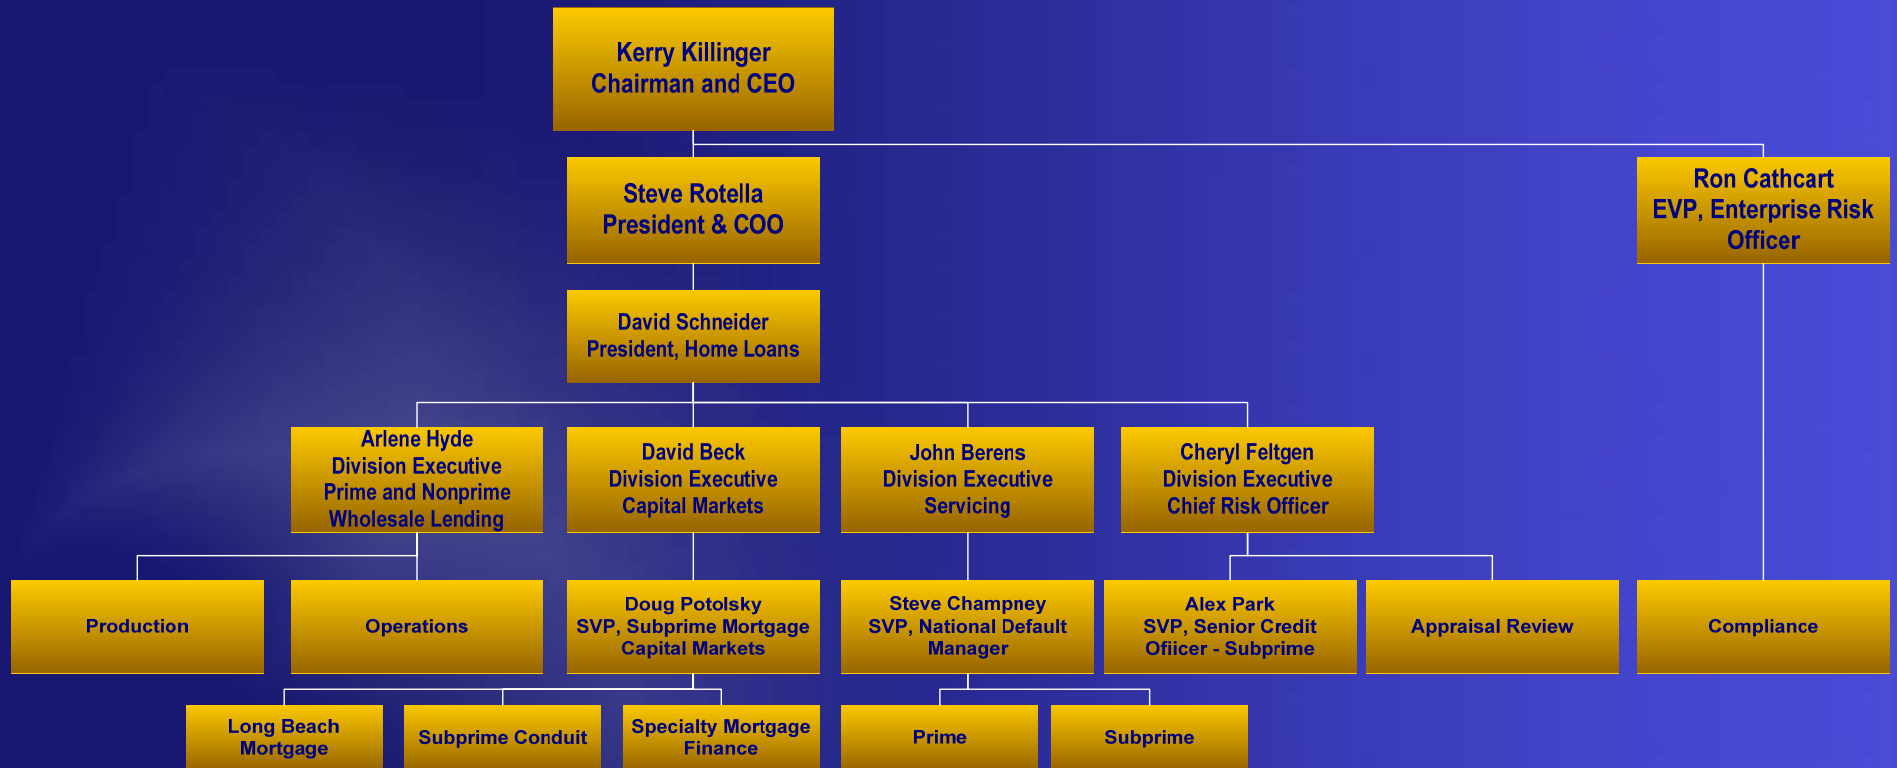 Kerry Killinger
Chairman and CEO
Steve Rotella
President & COO
Ron Cathcart
EVP, Enterprise Risk
Officer
David Schneider
President, Home Loans
Arlene Hyde
Division Executive
Prime and Nonprime
Wholesale Lending
David Beck
Division Executive
Capital Markets
John Berens
Division Executive
Servicing
Cheryl Feltgen
Division Executive
Chief Risk Officer
Production
Operations
Doug Potolsky
SVP, Subprime Mortgage
Capital Markets
Steve Champney
SVP, National Default
Manager
Alex Park
SVP, Senior Credit
Ofiicer - Subprime
Appraisal Review
Compliance
Long Beach
Mortgage
Subprime Conduit
Specialty Mortgage
Finance
Prime
Subprime